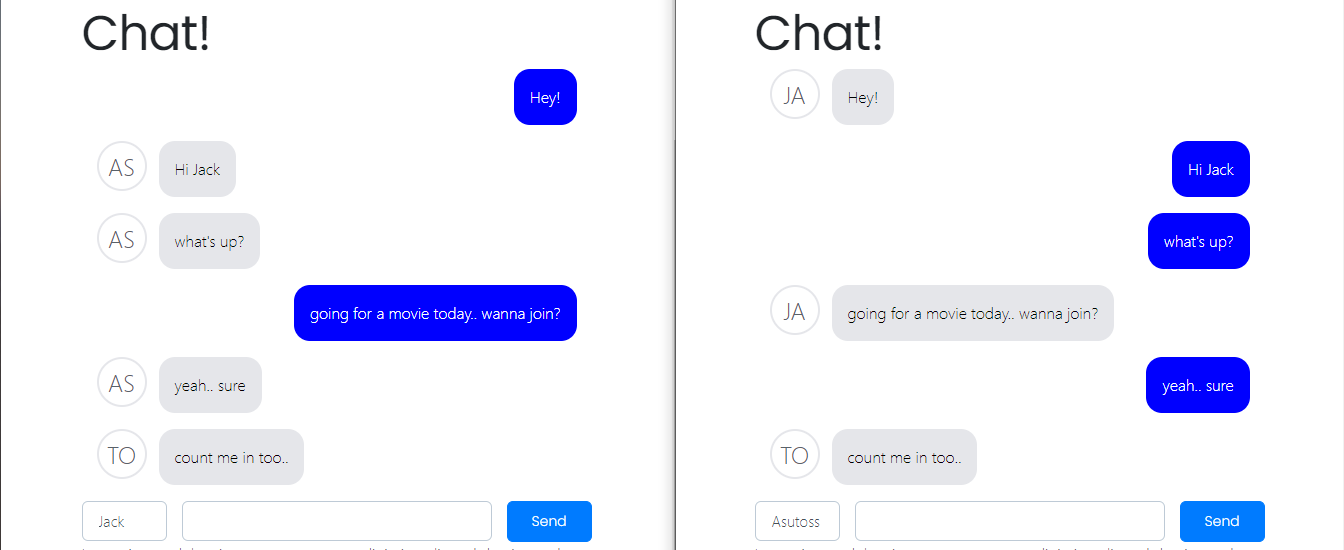 Chat!
Hey!
AS
Hi Jack
AS
what's up?
going for a movie today.. wanna join?
AS
yeah.. sure
TO
count me in too..
Jack
Send
Chat!
JA
Hey!
Hi Jack
what's up?
JA
going for a movie today.. wanna join?
yeah.. sure
TO
count me in too..
Asutoss
Send